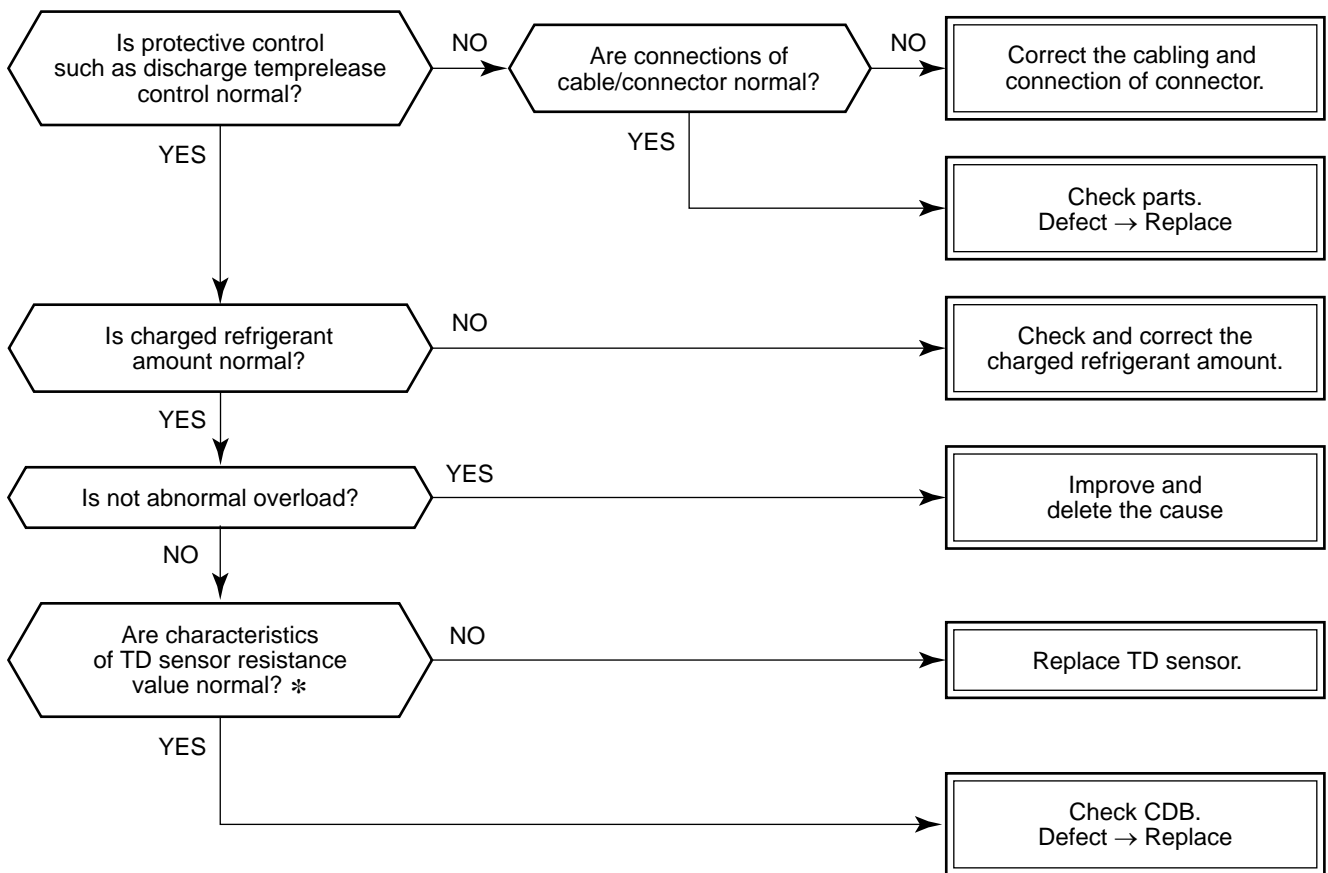 Is protective control
such as discharge temprelease
control normal?
NO
Are connections of
cable/connector normal?
NO
Correct the cabling and
connection of connector.
YES
YES
Check parts.
Defect → Replace
Is charged refrigerant
amount normal?
NO
Check and correct the
charged refrigerant amount.
YES
Is not abnormal overload?
YES
Improve and
delete the cause
NO
Are characteristics
of TD sensor resistance
value normal? *
NO
Replace TD sensor.
YES
Check CDB.
Defect → Replace